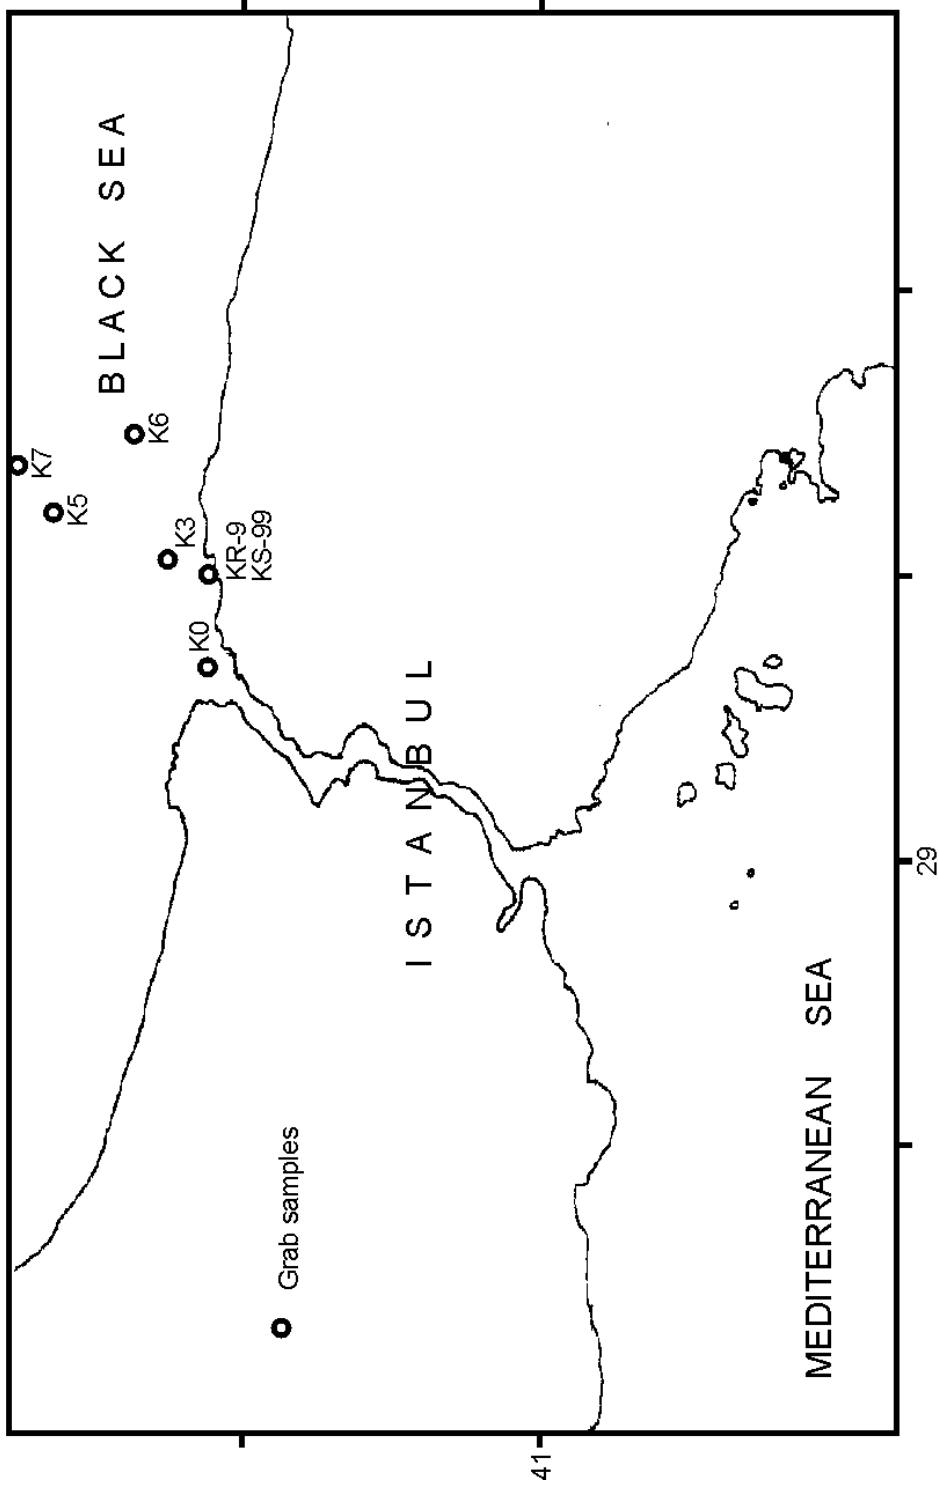 BLACK SEA
K7
K5
K6
K3
KR-9
KS-99
K0
ISTANBUL
Grab samples
MEDITERRANEAN SEA
41
29